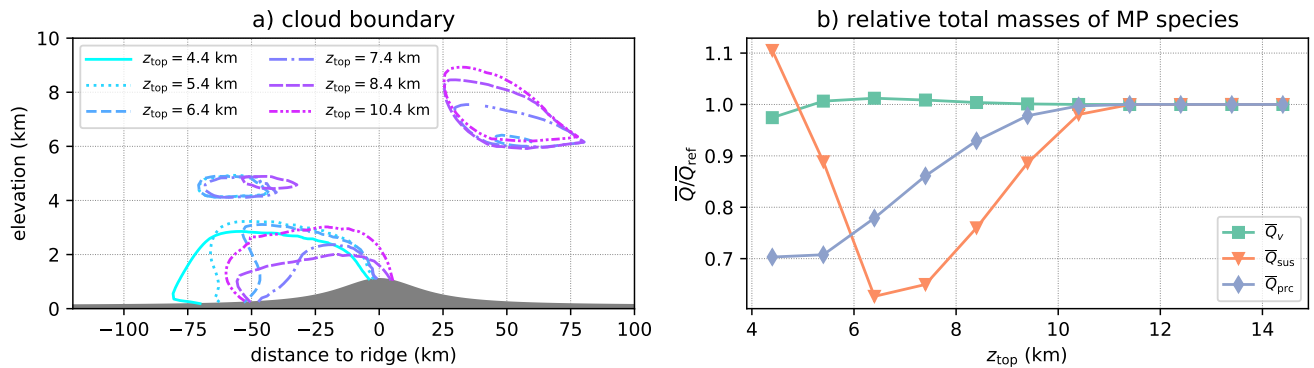 a) cloud boundary
z_top = 4.4 km
z_top = 5.4 km
z_top = 6.4 km
z_top = 7.4 km
z_top = 8.4 km
z_top = 10.4 km
elevation (km)
10
8
6
4
2
0
−100
−75
−50
−25
0
25
50
75
100
distance to ridge (km)
b) relative total masses of MP species
Q̅/Q̅_ref
1.1
1.0
0.9
0.8
0.7
Q̅_v
Q̅_sus
Q̅_prc
4
6
8
10
12
14
z_top (km)